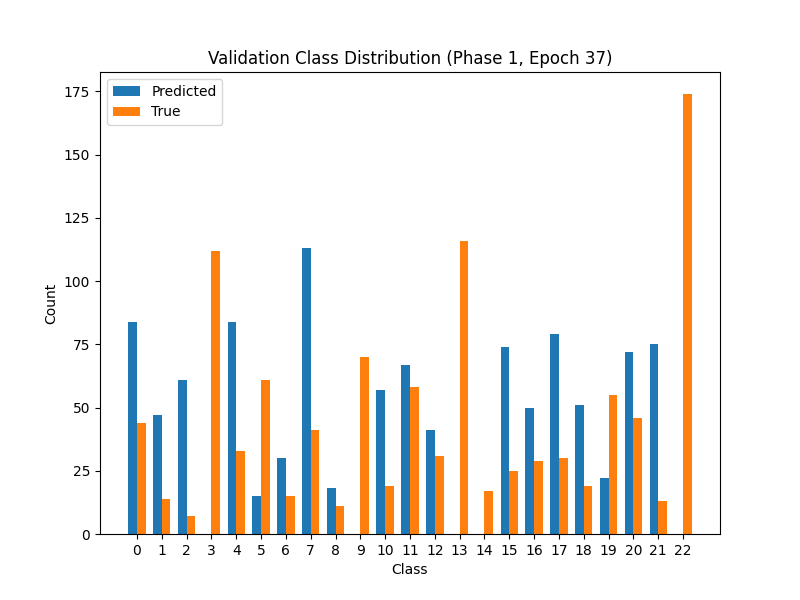 Validation Class Distribution (Phase 1, Epoch 37)
Predicted
True
175
150
125
100
75
50
25
0
Count
0 1 2 3 4 5 6 7 8 9 10 11 12 13 14 15 16 17 18 19 20 21 22
Class